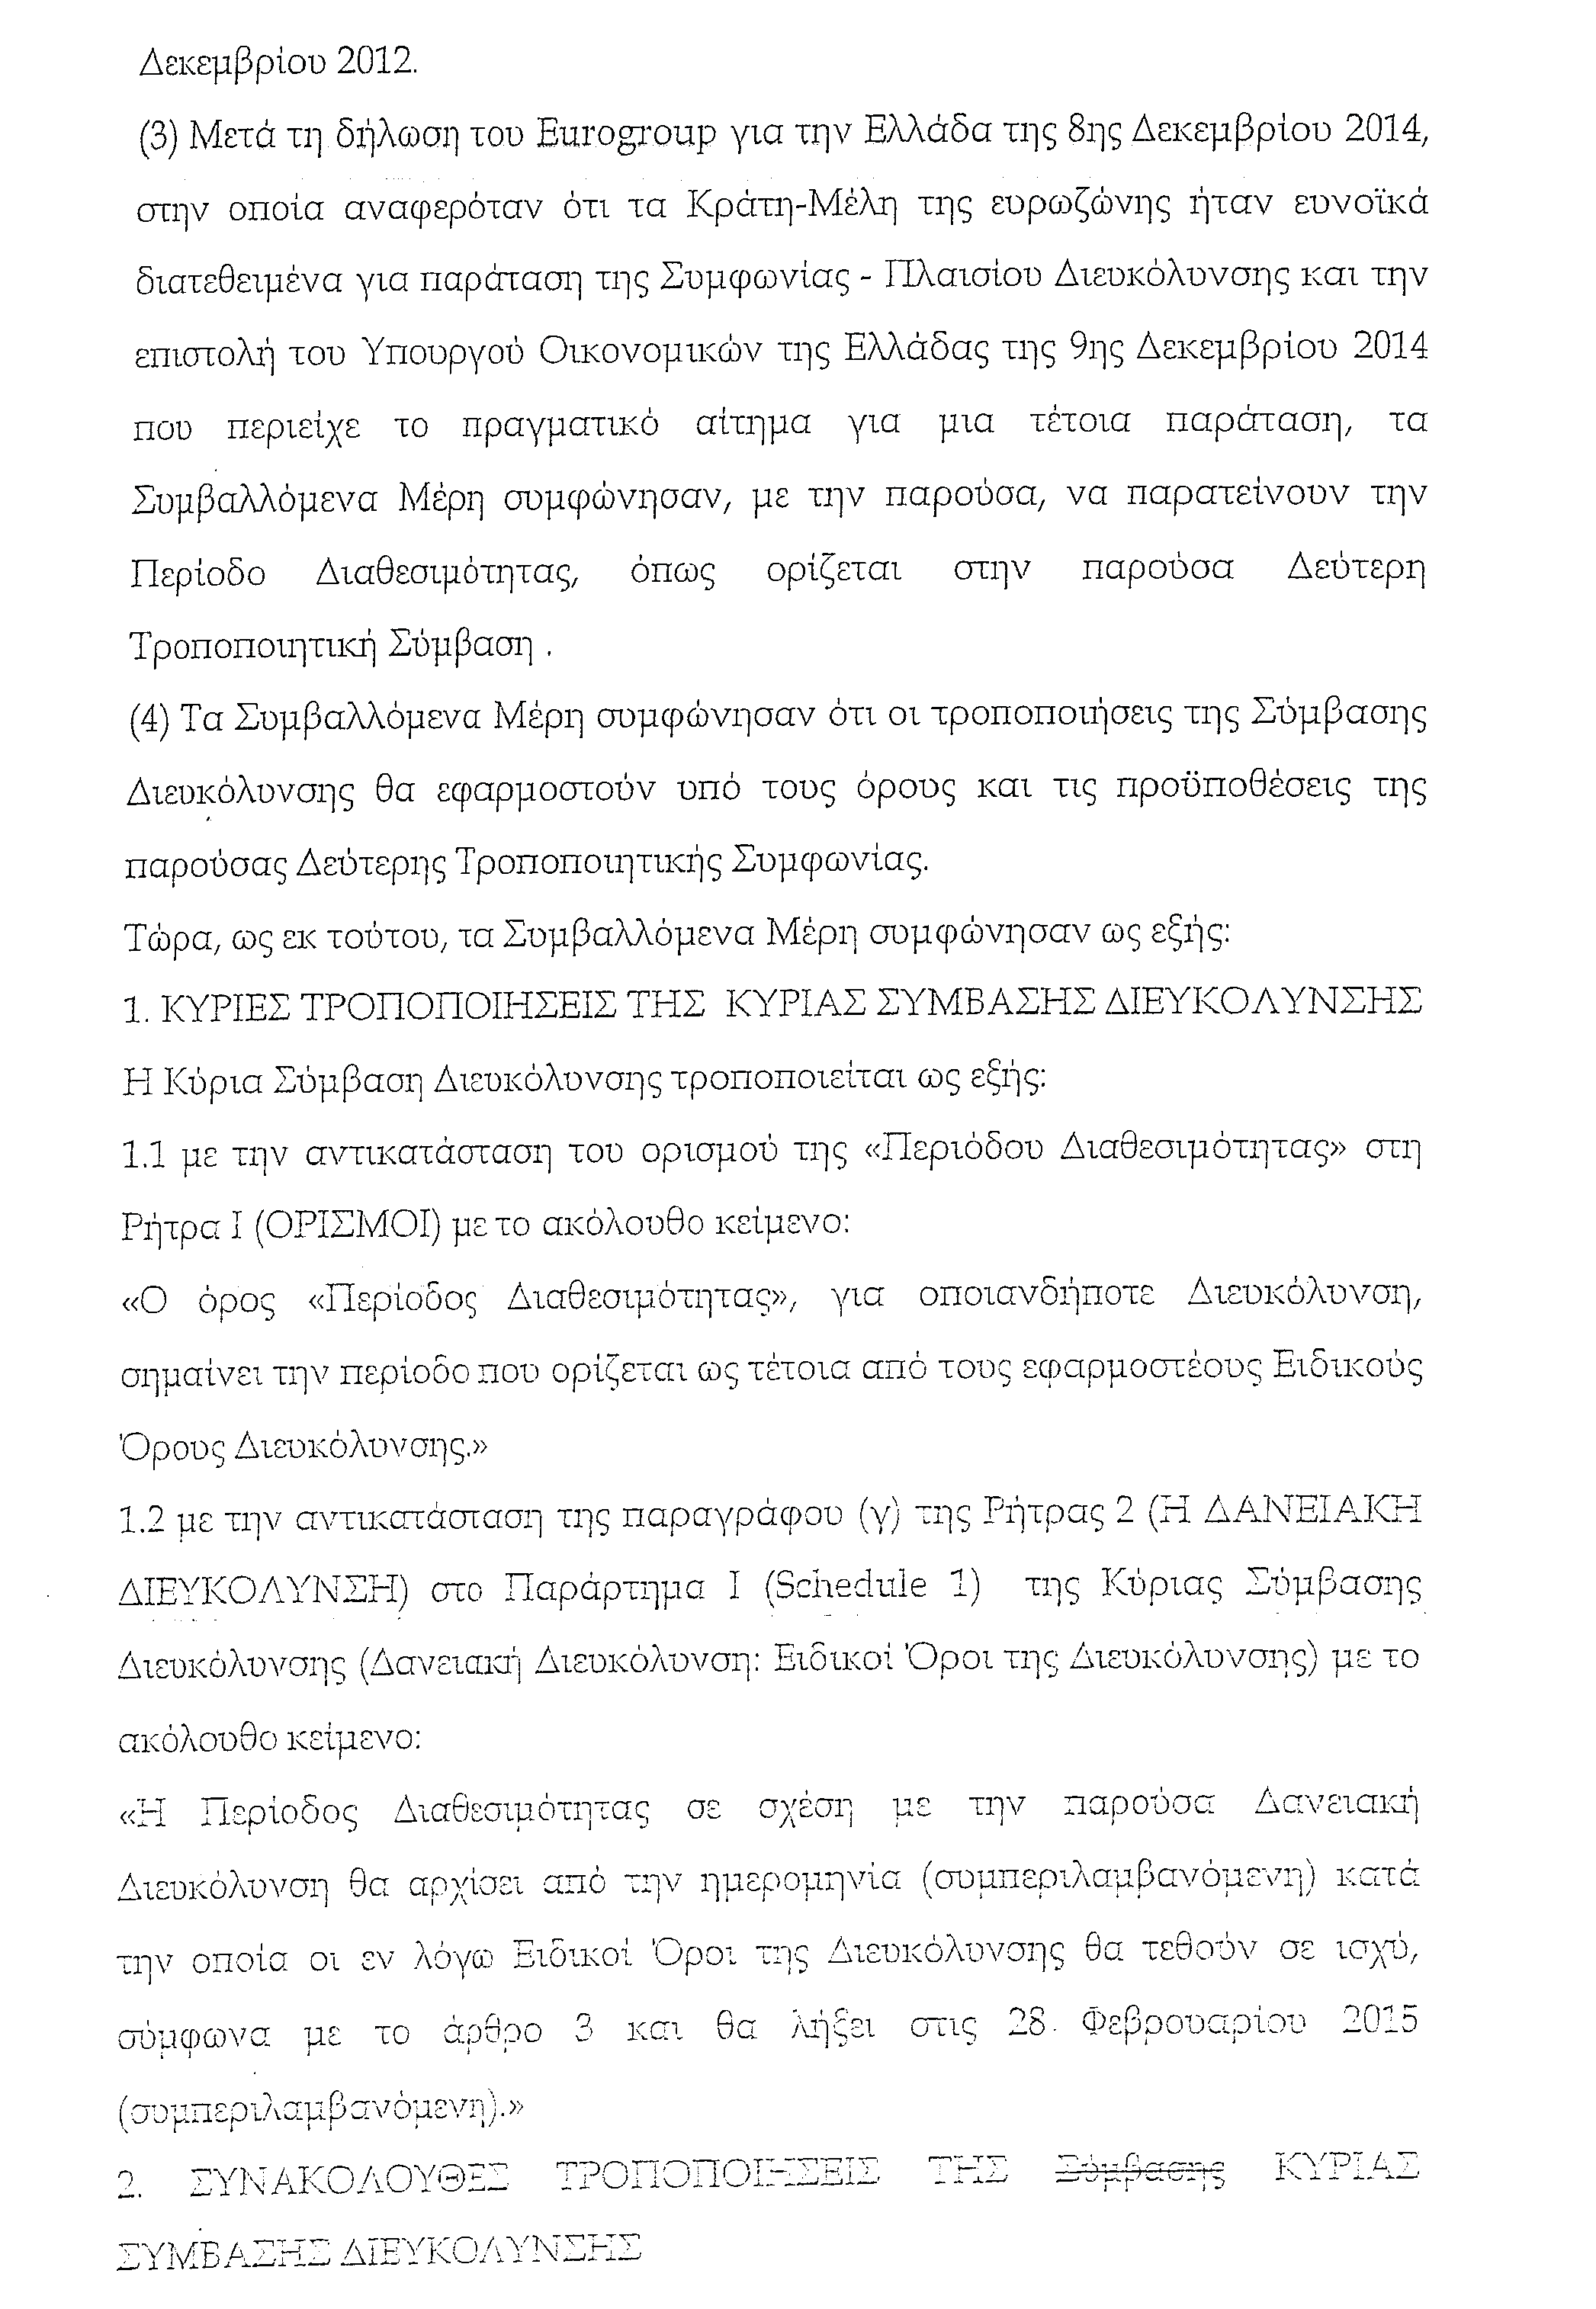 Δεκεμβρίου 2012.
(3) Μετά τη δήλωση του Eurogroup για την Ελλάδα της 8ης Δεκεμβρίου 2014,
στην οποία αναφερόταν ότι τα Κράτη-Μέλη της ευρωζώνης ήταν ευνοϊκά
διατεθειμένα για παράταση της Συμφωνίας - Πλαισίου Διευκόλυνσης και την
επιστολή του Υπουργού Οικονομικών της Ελλάδας της 9ης Δεκεμβρίου 2014
που περιείχε το πραγματικό αίτημα για μια τέτοια παράταση, τα
Συμβαλλόμενα Μέρη συμφώνησαν, με την παρούσα, να παρατείνουν την
Περίοδο Διαθεσιμότητας, όπως ορίζεται στην παρούσα Δεύτερη
Τροποποιητική Σύμβαση .
(4) Τα Συμβαλλόμενα Μέρη συμφώνησαν ότι οι τροποποιήσεις της Σύμβασης
Διευκόλυνσης θα εφαρμοστούν υπό τους όρους και τις προϋποθέσεις της
παρούσας Δεύτερης Τροποποιητικής Συμφωνίας.
Τώρα, ως εκ τούτου, τα Συμβαλλόμενα Μέρη συμφώνησαν ως εξής:
1. ΚΥΡΙΕΣ ΤΡΟΠΟΠΟΙΗΣΕΙΣ ΤΗΣ ΚΥΡΙΑΣ ΣΥΜΒΑΣΗΣ ΔΙΕΥΚΟΛΥΝΣΗΣ
Η Κύρια Σύμβαση Διευκόλυνσης τροποποιείται ως εξής:
1.1 με την αντικατάσταση του ορισμού της «Περιόδου Διαθεσιμότητας» στη
Ρήτρα Ι (ΟΡΙΣΜΟΙ) με το ακόλουθο κείμενο:
«Ο όρος «Περίοδος Διαθεσιμότητας», για οποιανδήποτε Διευκόλυνση,
σημαίνει την περίοδο που ορίζεται ως τέτοια από τους εφαρμοστέους Ειδικούς
Όρους Διευκόλυνσης.»
1.2 με την αντικατάσταση της παραγράφου (γ) της Ρήτρας 2 (Η ΔΑΝΕΙΑΚΗ
ΔΙΕΥΚΟΛΥΝΣΗ) στο Παράρτημα Ι (Schedule 1) της Κύριας Σύμβασης
Διευκόλυνσης (Δανειακή Διευκόλυνση: Ειδικοί Όροι της Διευκόλυνσης) με το
ακόλουθο κείμενο:
«Η Περίοδος Διαθεσιμότητας σε σχέση με την παρούσα Δανειακή
Διευκόλυνση θα αρχίσει από την ημερομηνία (συμπεριλαμβανόμενη) κατά
την οποία οι εν λόγω Ειδικοί Όροι της Διευκόλυνσης θα τεθούν σε ισχύ,
σύμφωνα με το άρθρο 3 και θα λήξει στις 28 Φεβρουαρίου 2015
(συμπεριλαμβανόμενη).»
2. ΣΥΝΑΚΟΛΟΥΘΕΣ ΤΡΟΠΟΠΟΙΗΣΕΙΣ ΤΗΣ Σύμβασης ΚΥΡΙΑΣ
ΣΥΜΒΑΣΗΣ ΔΙΕΥΚΟΛΥΝΣΗΣ